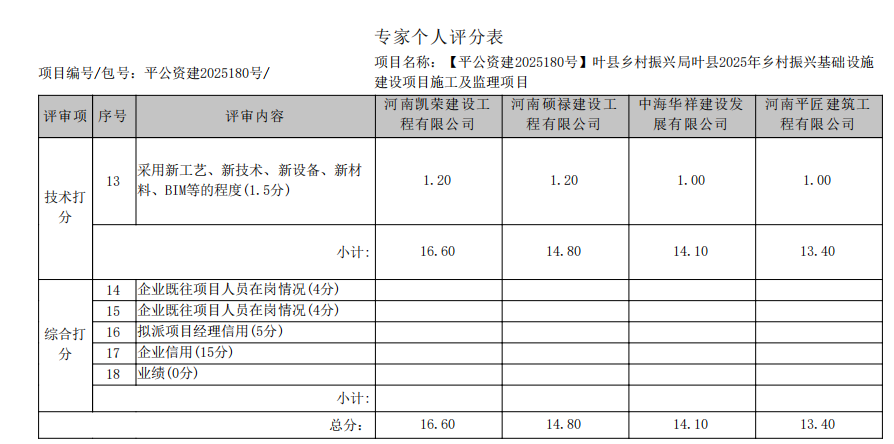 专家个人评分表
项目编号/包号: 平公资建2025180号/
项目名称: 【平公资建2025180号】叶县乡村振兴局叶县2025年乡村振兴基础设施
建设项目施工及监理项目
评审项 序号 评审内容 河南凯荣建设工 河南硕禄建设工 中海华祥建设发 河南平匠建筑工
程有限公司 程有限公司 展有限公司 程有限公司
技术打
分
13
采用新工艺、新技术、新设备、新材
料、BIM等的程度(1.5分)
1.20 1.20 1.00 1.00
小计: 16.60 14.80 14.10 13.40
综合打
分
14 企业既往项目人员在岗情况(4分)
15 企业既往项目人员在岗情况(4分)
16 拟派项目经理信用(5分)
17 企业信用(15分)
18 业绩(0分)
小计:
总分: 16.60 14.80 14.10 13.40